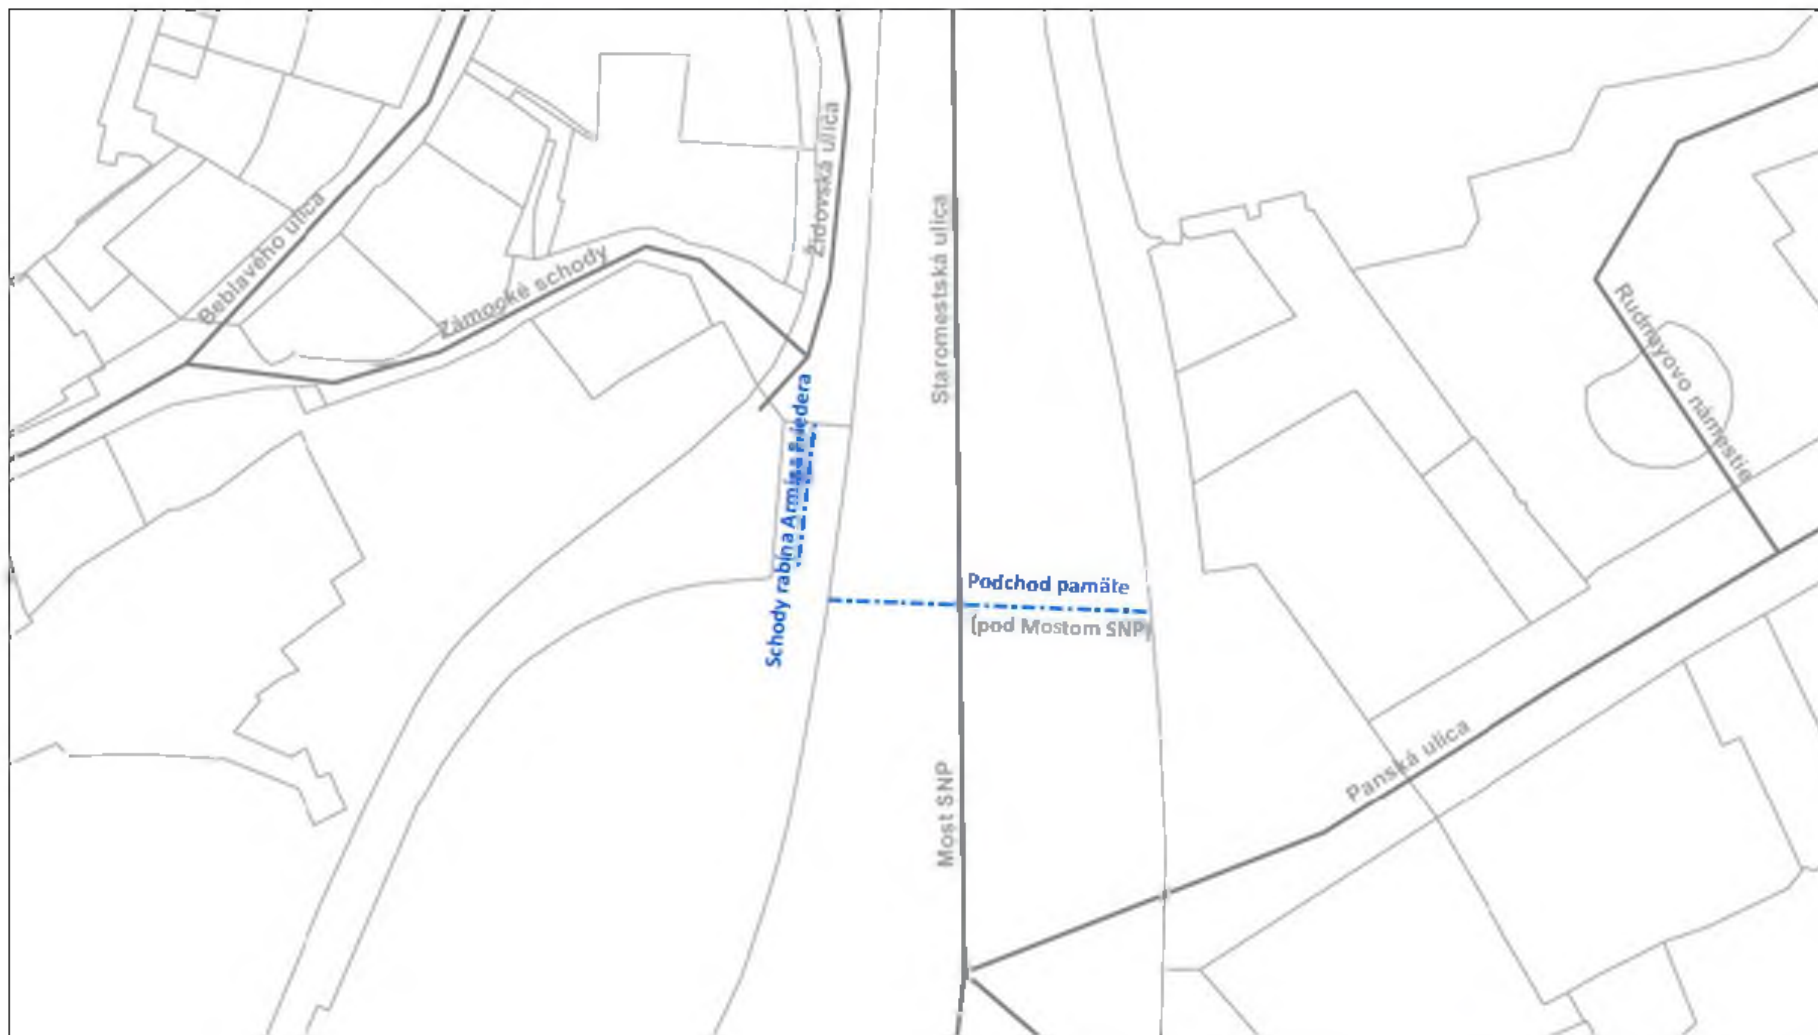 Židovská ulica
Staromestská ulica
Beblavého ulica
Zámocké schody
Rudnayovo námestie
Schody rabína Armina Friedera
Podchod pamäte
(pod Mostom SNP)
Panská ulica
Most SNP